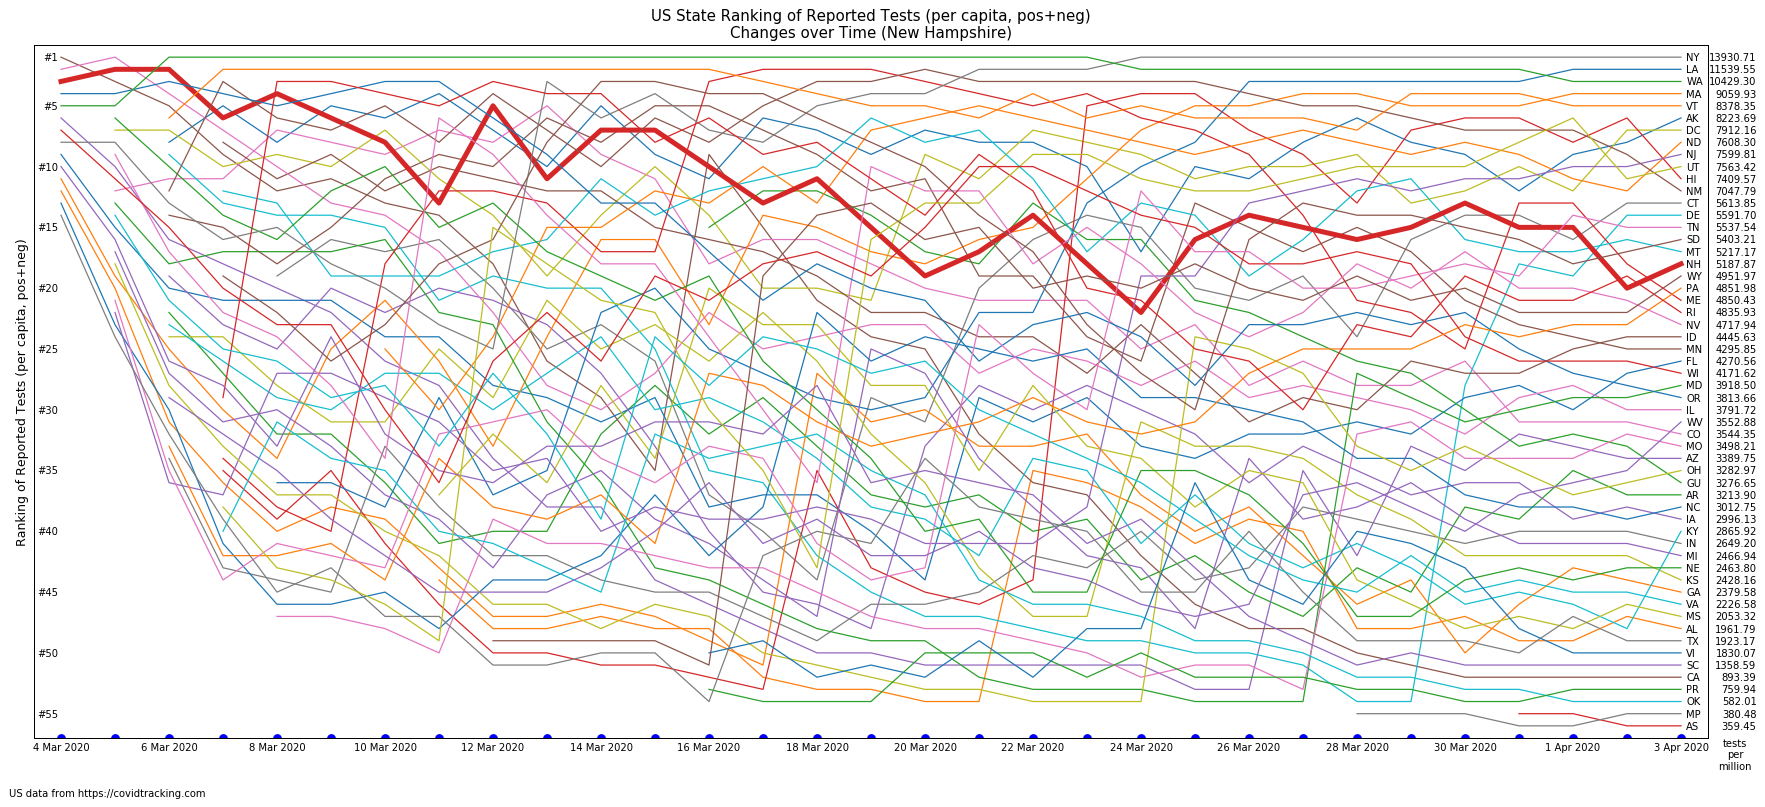 US State Ranking of Reported Tests (per capita, pos+neg)
Changes over Time (New Hampshire)
Ranking of Reported Tests (per capita, pos+neg)
#1
#5
#10
#15
#20
#25
#30
#35
#40
#45
#50
#55
NY 13930.71
LA 11539.55
WA 10429.30
MA 9059.93
VT 8378.35
AK 8223.69
DC 7912.16
ND 7608.30
NJ 7599.81
UT 7563.42
HI 7409.57
NM 7047.79
CT 5613.85
DE 5591.70
TN 5537.54
SD 5403.21
MT 5217.17
NH 5187.87
WY 4951.97
PA 4851.98
ME 4850.43
RI 4835.93
NV 4717.94
ID 4445.63
MN 4295.85
FL 4270.56
WI 4171.62
MD 3918.50
OR 3813.66
IL 3791.72
WV 3552.88
CO 3544.35
MO 3498.21
AZ 3389.75
OH 3282.97
GU 3276.65
AR 3213.90
NC 3012.75
IA 2996.13
KY 2865.92
IN 2649.20
MI 2466.94
NE 2463.80
KS 2428.16
GA 2379.58
VA 2226.58
MS 2053.32
AL 1961.79
TX 1923.17
VI 1830.07
SC 1358.59
CA 893.39
PR 759.94
OK 582.01
MP 380.48
AS 359.45
4 Mar 2020 6 Mar 2020 8 Mar 2020 10 Mar 2020 12 Mar 2020 14 Mar 2020 16 Mar 2020 18 Mar 2020 20 Mar 2020 22 Mar 2020 24 Mar 2020 26 Mar 2020 28 Mar 2020 30 Mar 2020 1 Apr 2020 3 Apr 2020
tests
per
million
US data from https://covidtracking.com